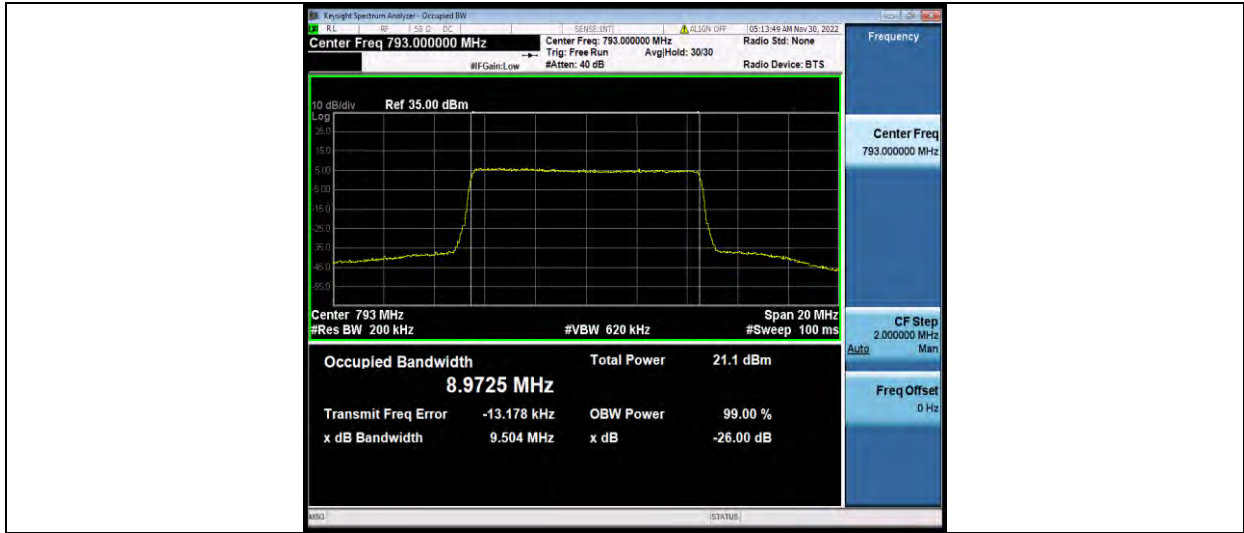 Keysight Spectrum Analyzer - Occupied BW
RL RF 50 Ω DC SENSE:INT ALIGN OFF 05:13:49 AM Nov 30, 2022
Center Freq 793.000000 MHz
Center Freq: 793.000000 MHz Radio Std: None
Trig: Free Run Avg|Hold: 30/30
#IFGain:Low #Atten: 40 dB Radio Device: BTS
Frequency
10 dB/div Ref 35.00 dBm
Log
25.0
15.0
5.00
-5.00
-15.0
-25.0
-35.0
-45.0
-55.0
Center 793 MHz Span 20 MHz
#Res BW 200 kHz #VBW 620 kHz #Sweep 100 ms
Center Freq
793.000000 MHz
CF Step
2.000000 MHz
Auto Man
Freq Offset
0 Hz
Occupied Bandwidth Total Power 21.1 dBm
8.9725 MHz
Transmit Freq Error -13.178 kHz OBW Power 99.00 %
x dB Bandwidth 9.504 MHz x dB -26.00 dB
MSG STATUS